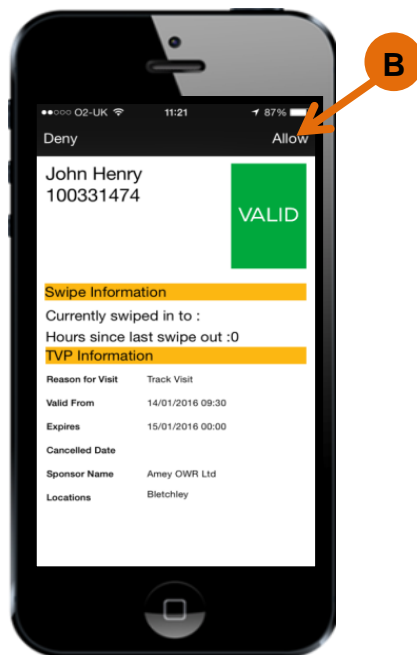 B
O2-UK 11:21 87%
Deny Allow
John Henry
100331474
VALID
Swipe Information
Currently swiped in to :
Hours since last swipe out :0
TVP Information
Reason for Visit Track Visit
Valid From 14/01/2016 09:30
Expires 15/01/2016 00:00
Cancelled Date
Sponsor Name Amey OWR Ltd
Locations Bletchley